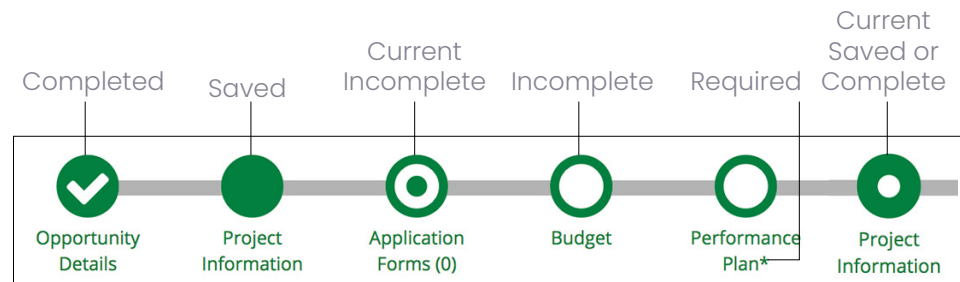 Completed
Saved
Current
Incomplete
Incomplete
Required
Current
Saved or
Complete
Opportunity
Details
Project
Information
Application
Forms (0)
Budget
Performance
Plan*
Project
Information